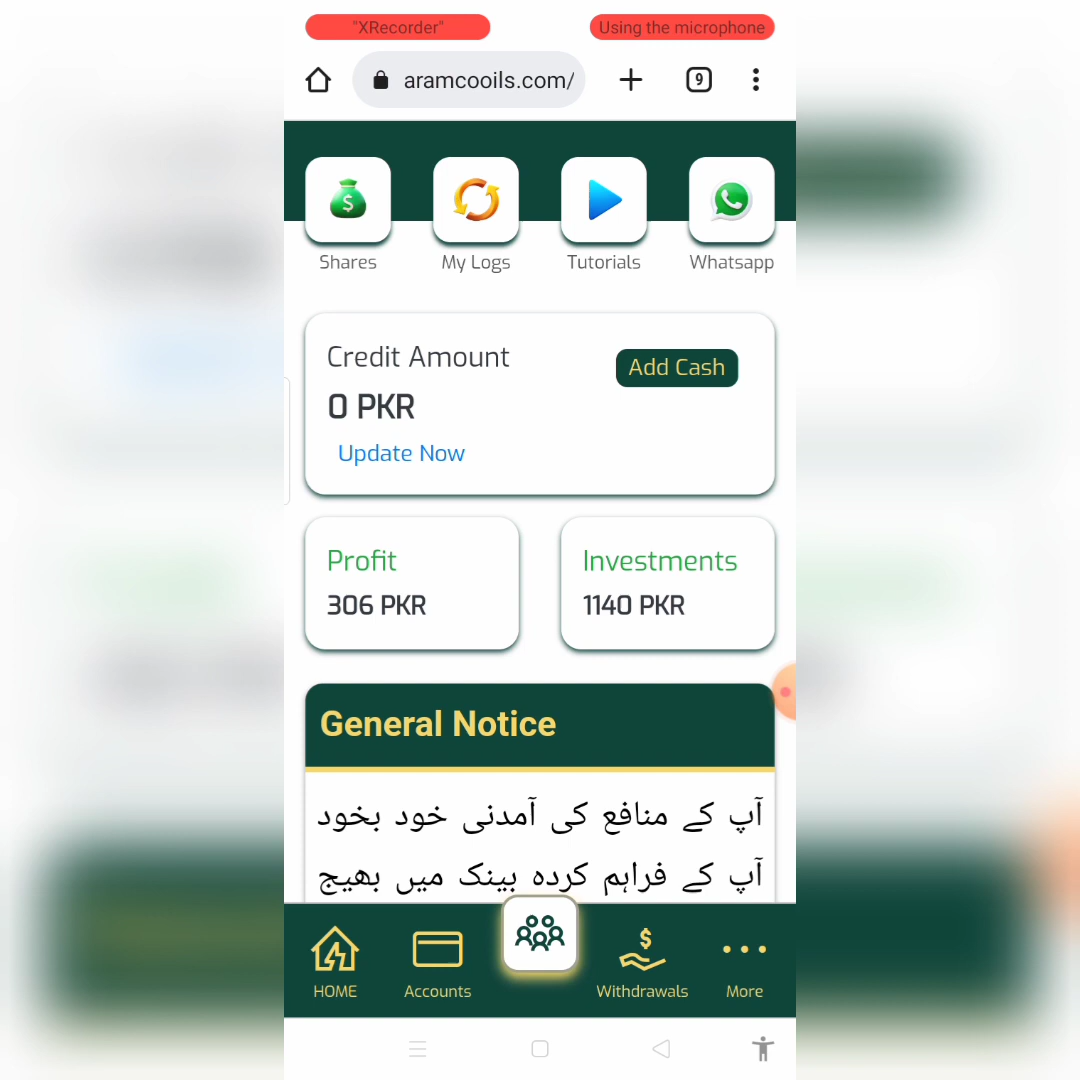 "XRecorder" Using the microphone
aramcooils.com/ 9
Shares My Logs Tutorials Whatsapp
Credit Amount Add Cash
0 PKR
Update Now
Profit Investments
306 PKR 1140 PKR
General Notice
آپ کے منافع کی آمدنی خود بخود
آپ کے فراہم کردہ بینک میں بھیج
HOME Accounts Withdrawals More